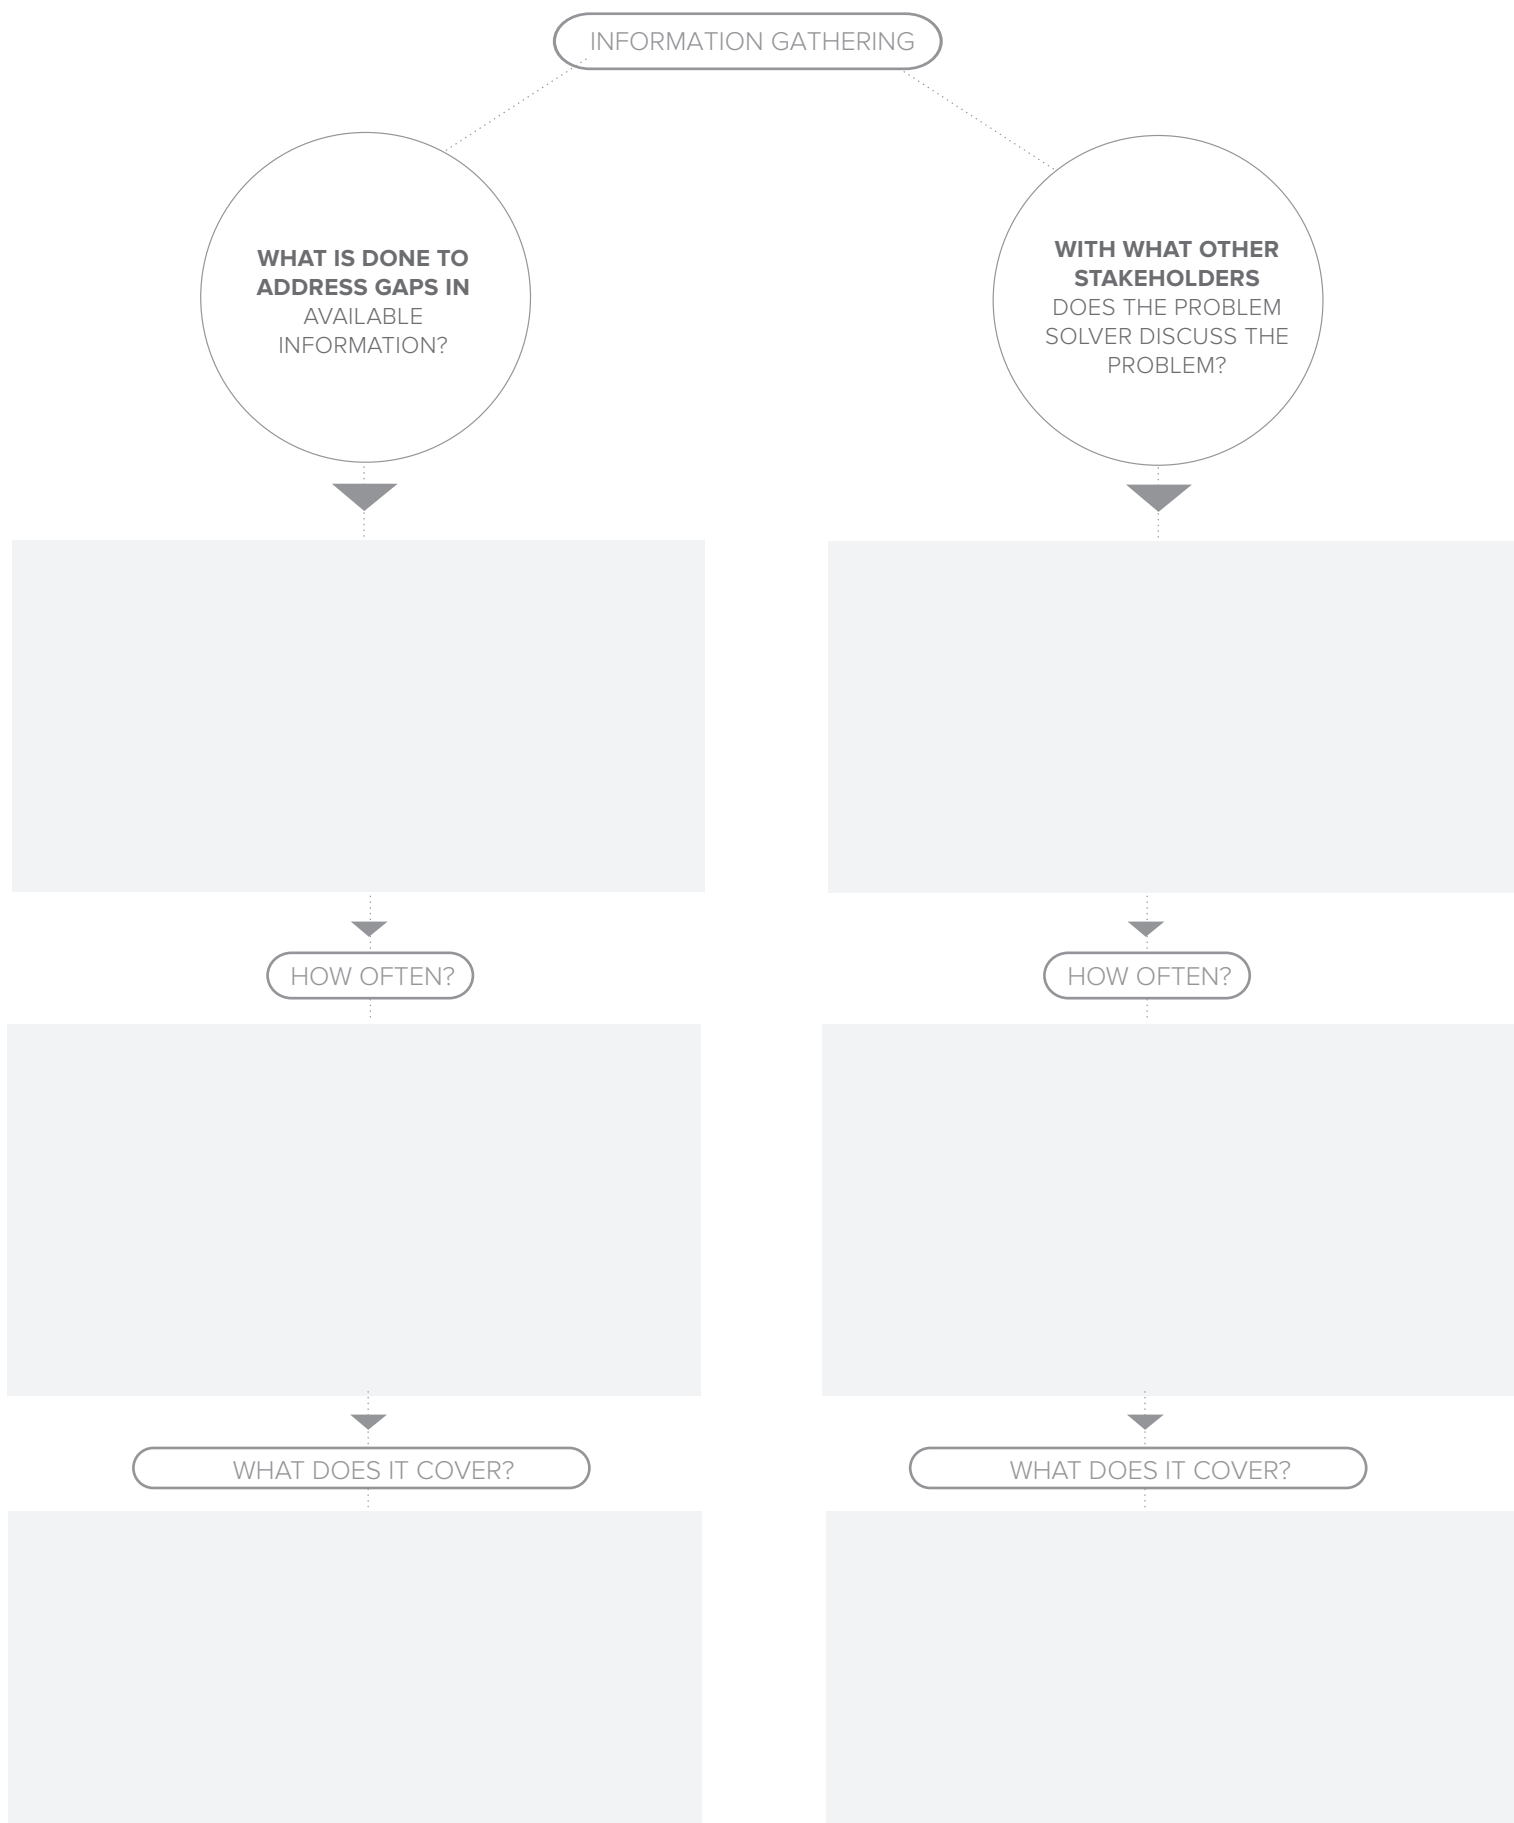 INFORMATION GATHERING
WHAT IS DONE TO
ADDRESS GAPS IN
AVAILABLE
INFORMATION?
WITH WHAT OTHER
STAKEHOLDERS
DOES THE PROBLEM
SOLVER DISCUSS THE
PROBLEM?
HOW OFTEN?
HOW OFTEN?
WHAT DOES IT COVER?
WHAT DOES IT COVER?